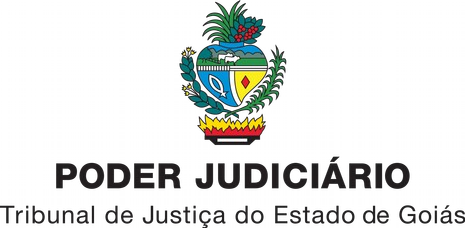 PODER JUDICIÁRIO
Tribunal de Justiça do Estado de Goiás